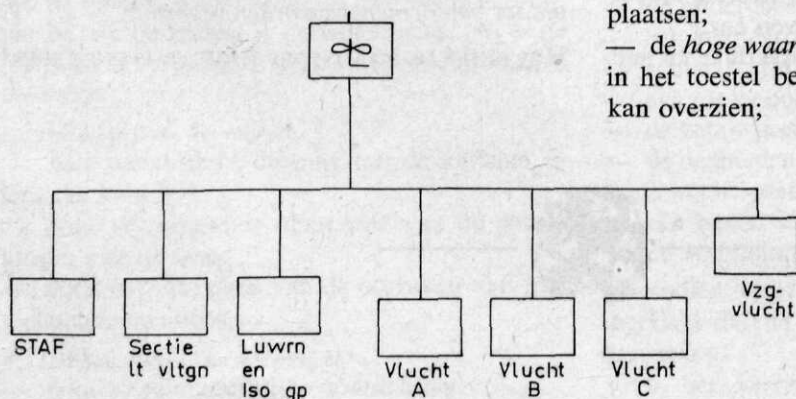 plaatsen;
— de hoge waar
in het toestel be
kan overzien;
STAF
Sectie
lt vltgn
Luwrn
en
lso gp
Vlucht
A
Vlucht
B
Vlucht
C
Vzg-
vlucht